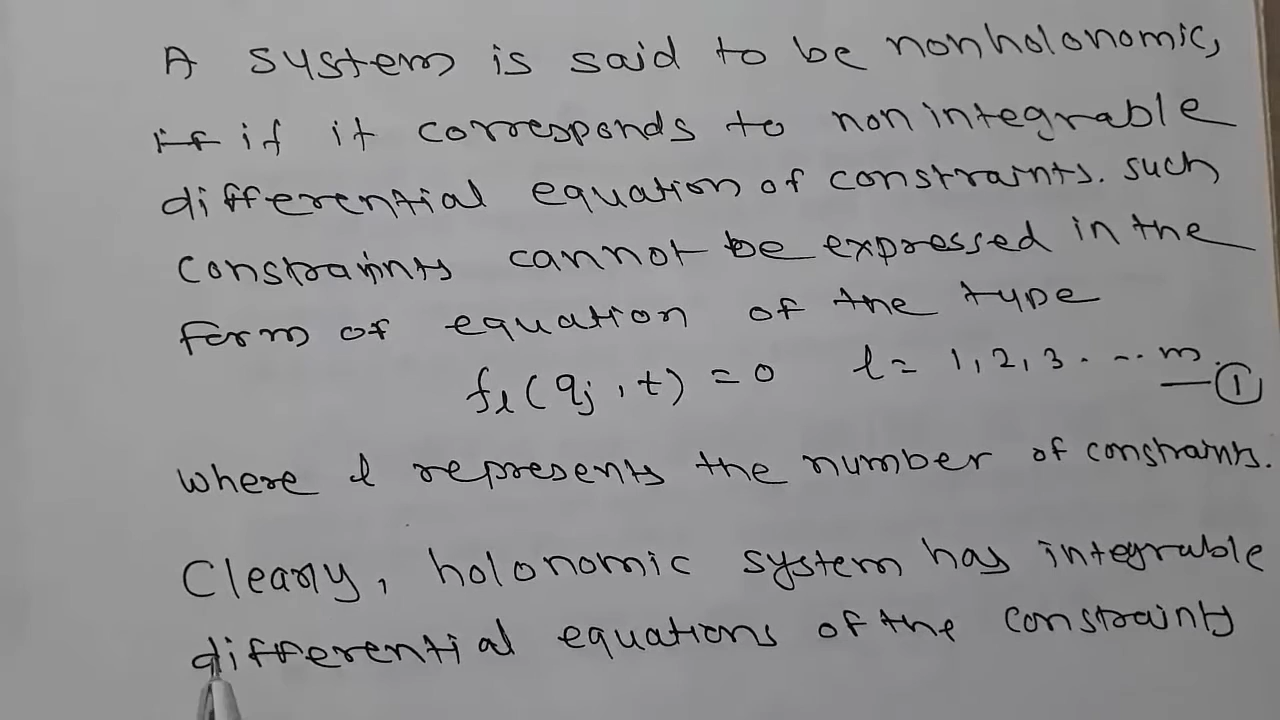 A system is said to be nonholonomic,
if if it corresponds to non integrable
differential equation of constraints. such
constraints cannot be expressed in the
form of equation of the type
fl(qj, t) = 0 l = 1, 2, 3 . . . . m. — ①
where l represents the number of constraints.
Clearly, holonomic system has integrable
differential equations of the constraints